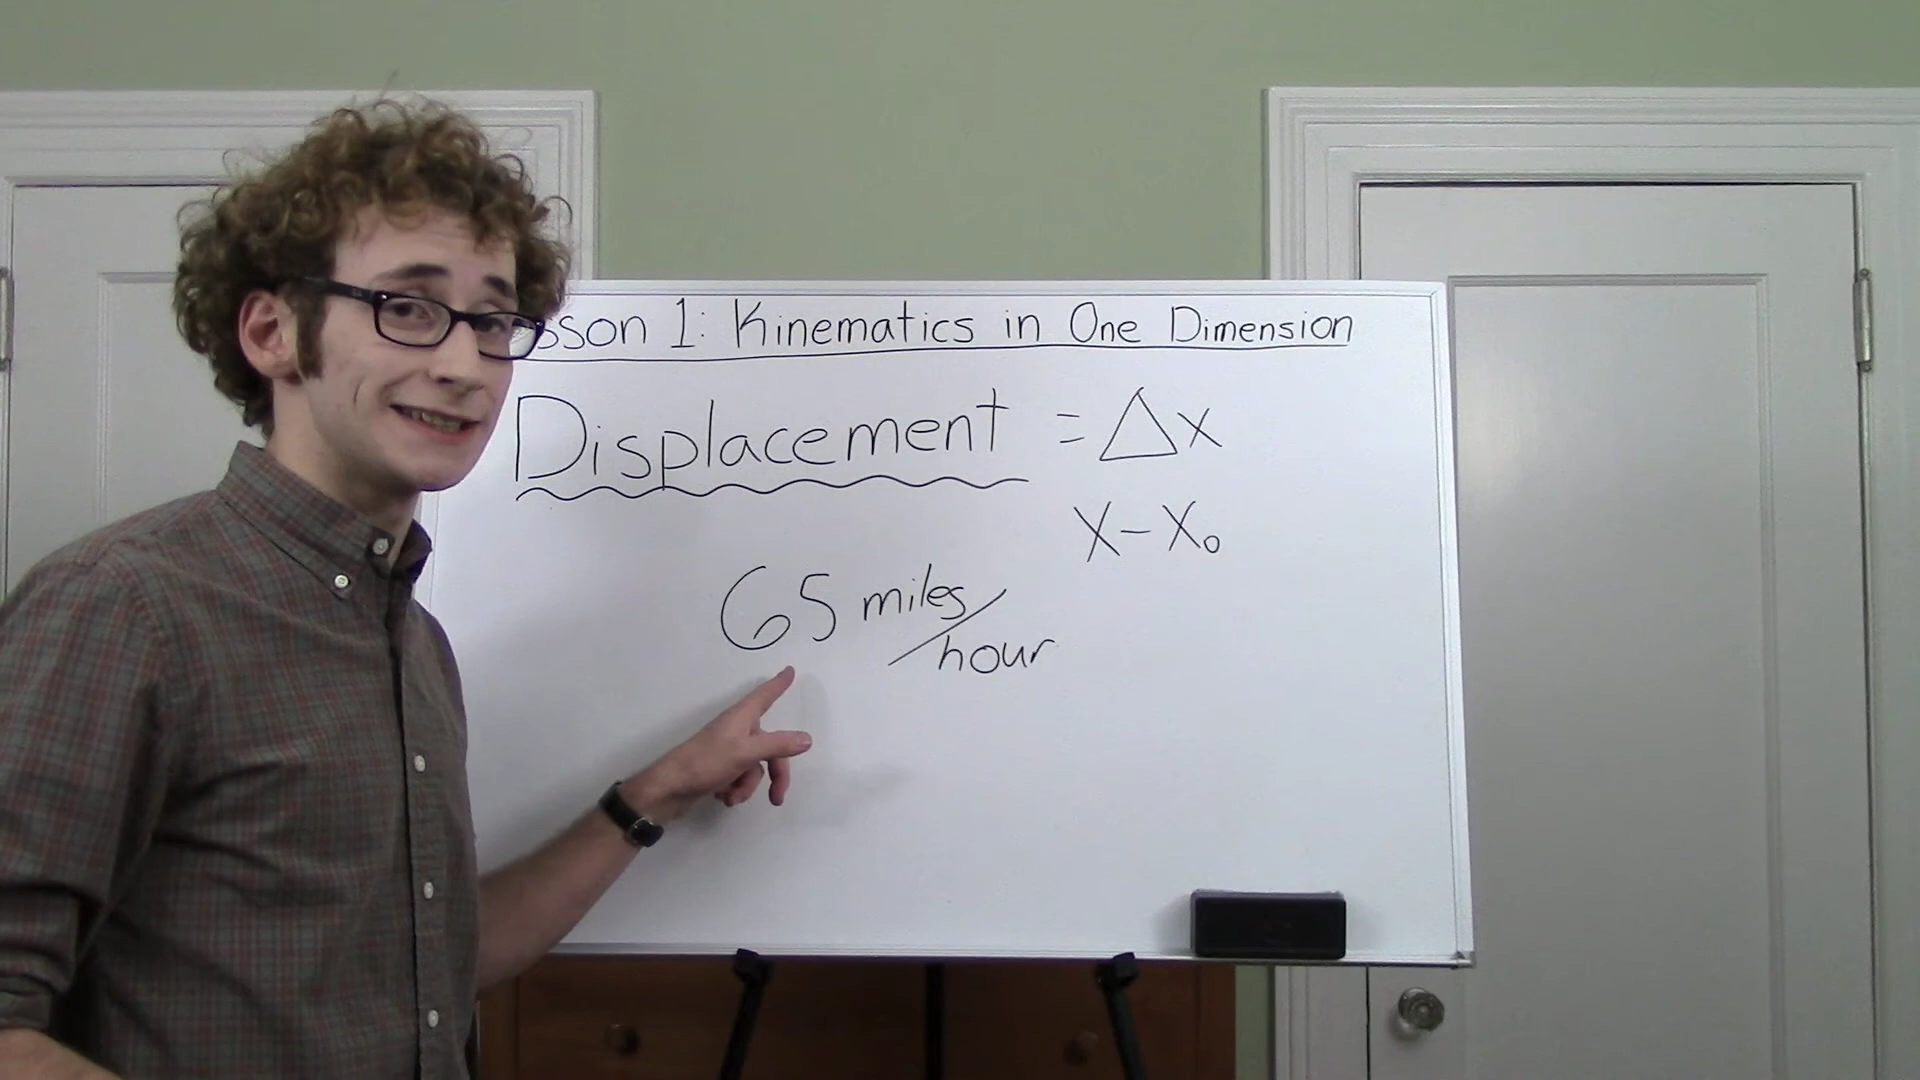 sson 1: Kinematics in One Dimension
Displacement = Δx
x - x₀
65 miles/hour